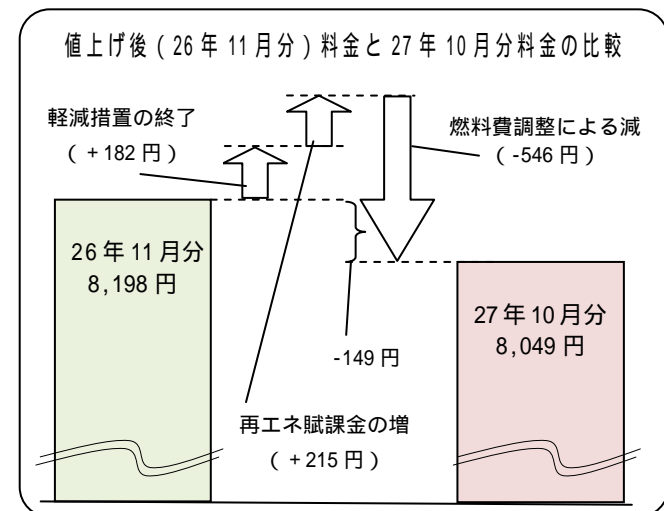 値上げ後(26年11月分)料金と27年10月分料金の比較
軽減措置の終了
(+182円)
燃料費調整による減
(-546円)
26年11月分
8,198円
27年10月分
8,049円
-149円
再エネ賦課金の増
(+215円)